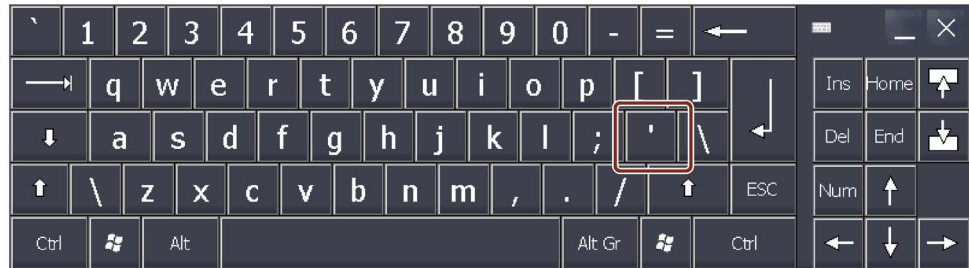 ` 1 2 3 4 5 6 7 8 9 0 - =
q w e r t y u i o p [ ] Ins Home
a s d f g h j k l ; ' \ Del End
\ z x c v b n m , . / ESC Num
Ctrl Alt Alt Gr Ctrl